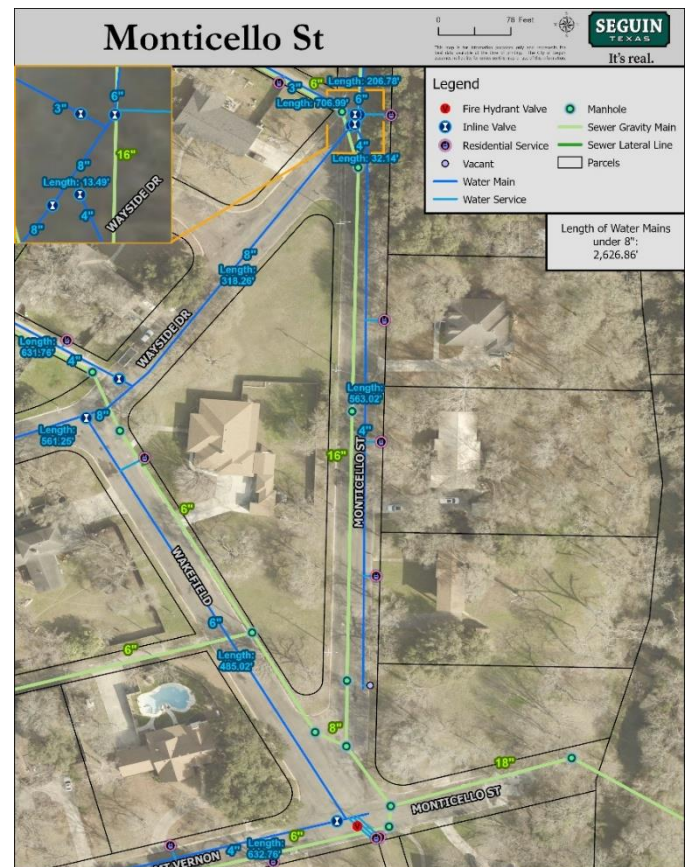 Monticello St
0 78 Feet
SEGUIN
TEXAS
It's real.
Legend
Fire Hydrant Valve
Inline Valve
Residential Service
Vacant
Water Main
Water Service
Manhole
Sewer Gravity Main
Sewer Lateral Line
Parcels
Length of Water Mains
under 8":
2,626.86'
3"
6"
8"
16"
Length: 13.49'
4"
8"
WAYSIDE DR
3"
6"
Length: 206.78'
Length: 706.99'
6"
4"
Length: 32.14'
8"
Length:
318.26'
WAYSIDE DR
Length:
631.76'
4"
8"
Length:
561.25'
Length:
563.02'
4"
16"
MONTICELLO ST
6"
WAKEFIELD
6"
6"
Length:
485.02'
8"
18"
MONTICELLO ST
6"
VERNON
4"
Length:
632.76'